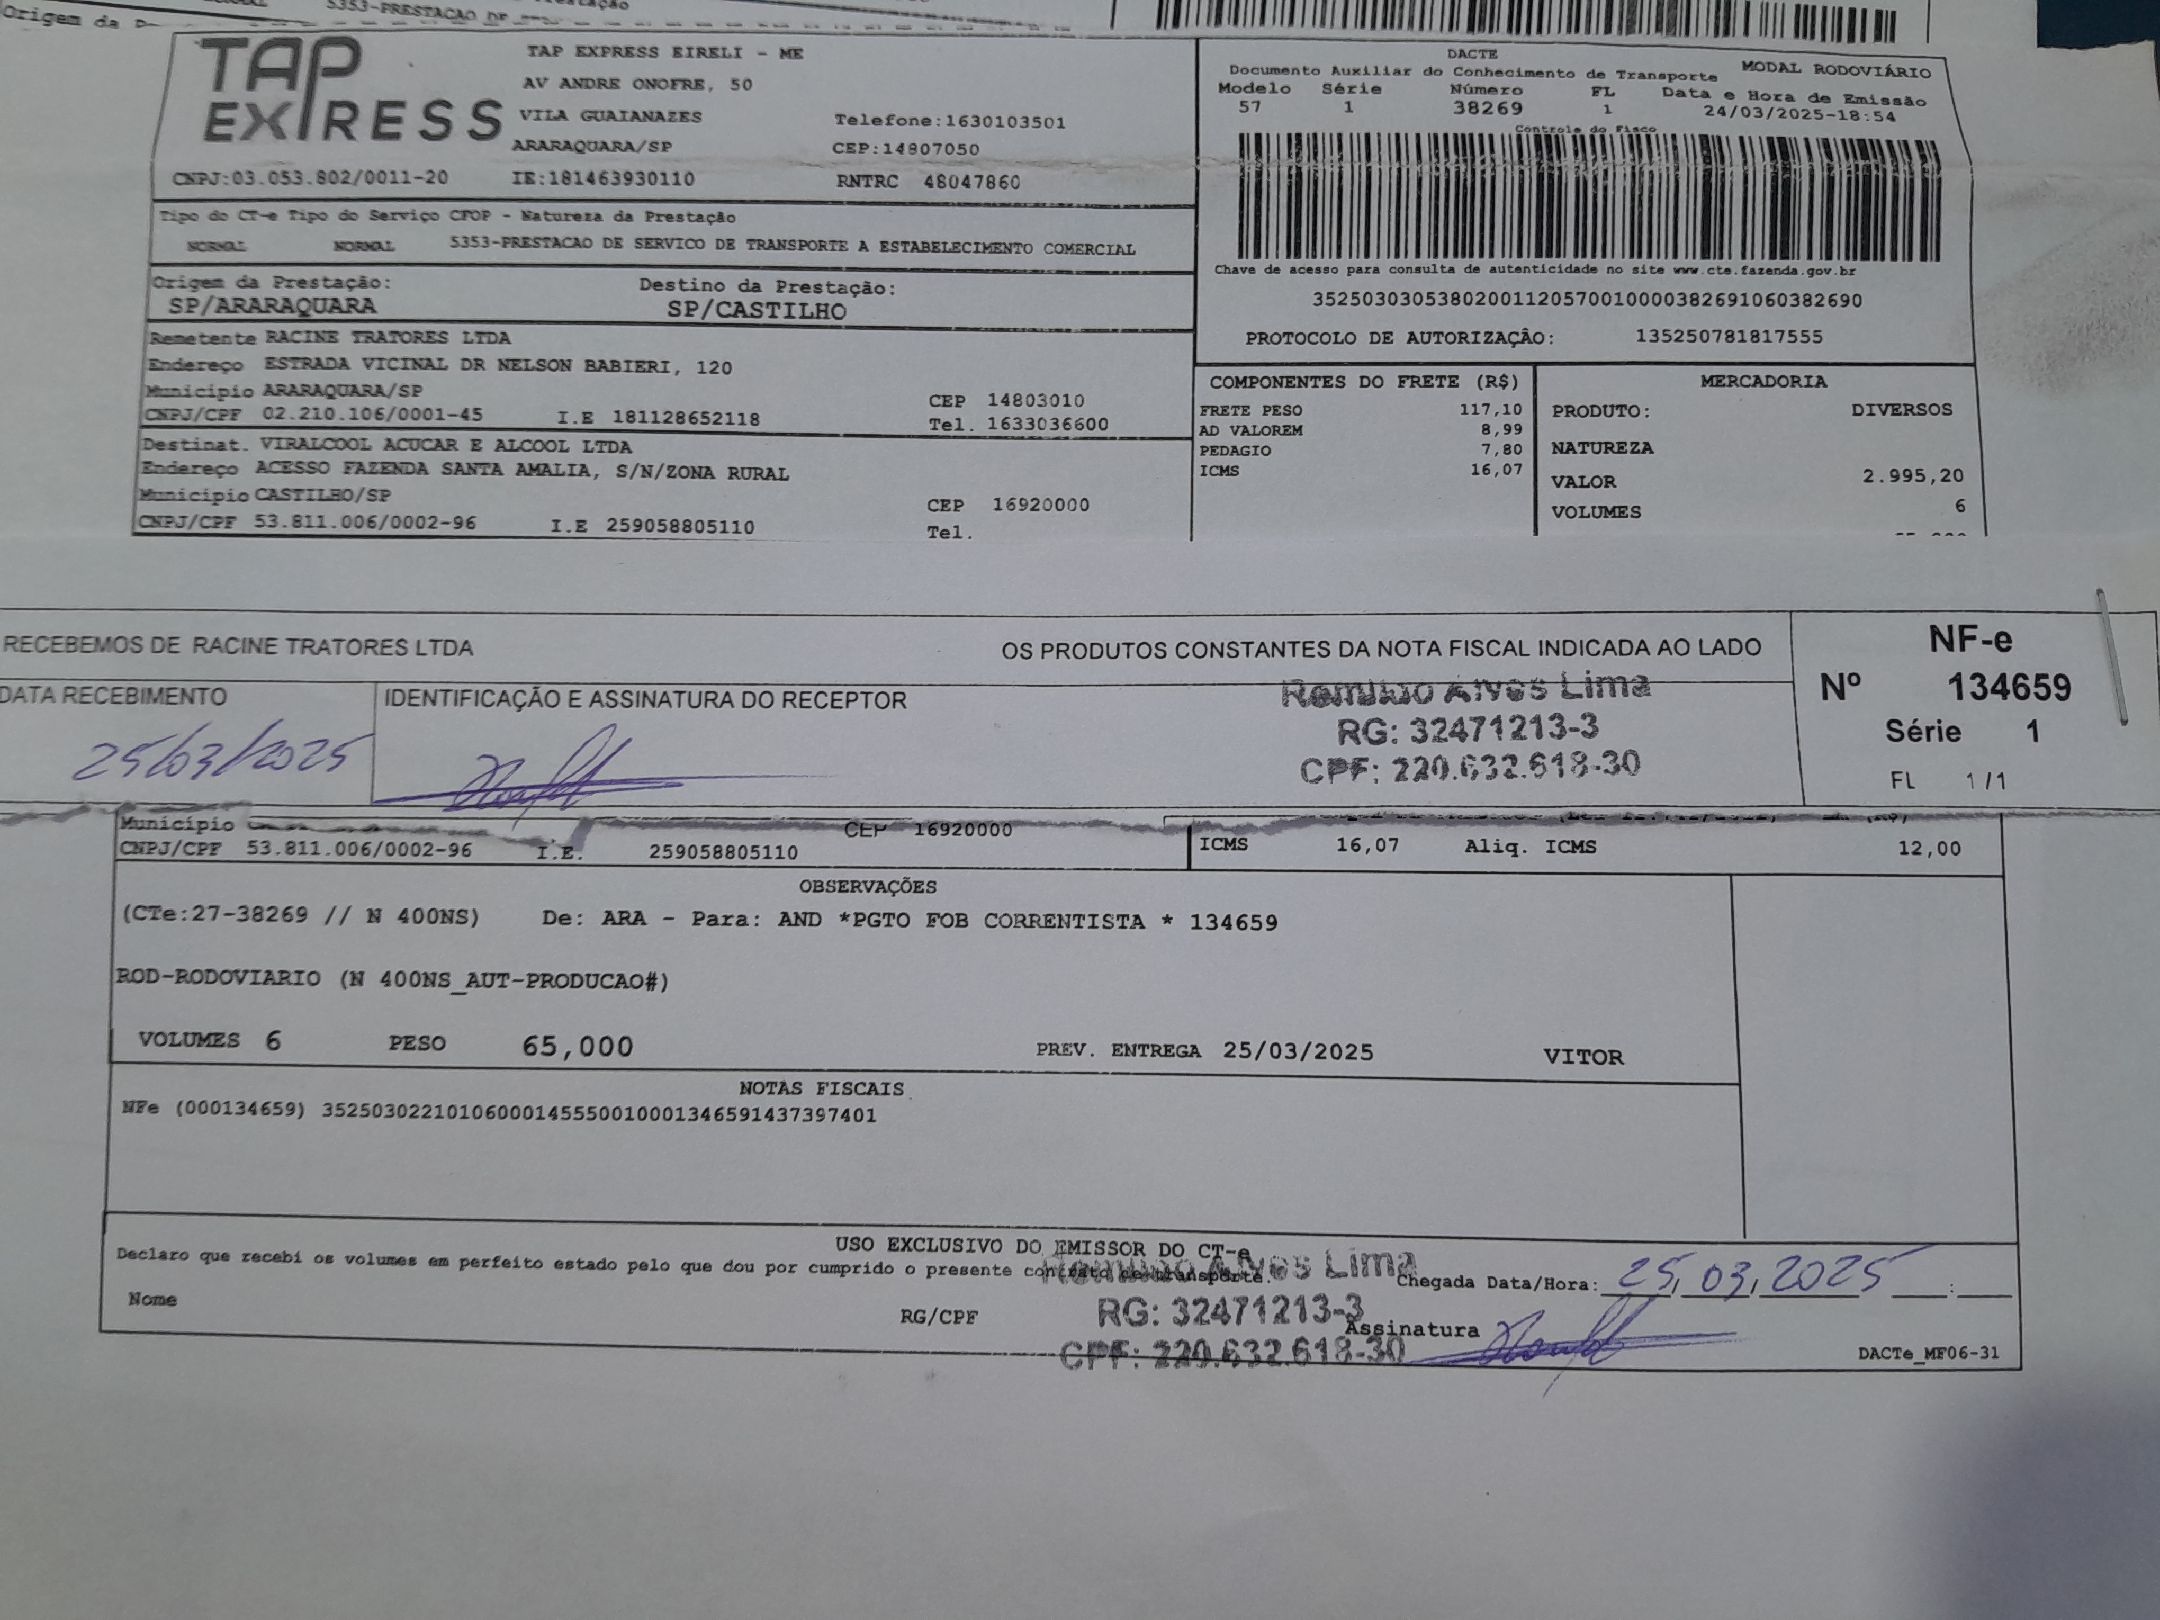 Origem da
5353-PRESTACAO DE
TAP EXPRESS
TAP EXPRESS EIRELI - ME
AV ANDRE ONOFRE, 50
VILA GUAIANAZES Telefone:1630103501
ARARAQUARA/SP CEP:14807050
CNPJ:03.053.802/0011-20 IE:181463930110 RNTRC 48047860
DACTE
Documento Auxiliar do Conhecimento de Transporte MODAL RODOVIÁRIO
Modelo Série Número FL Data e Hora de Emissão
57 1 38269 1 24/03/2025-18:54
Controle do Fisco
Tipo do CT-e Tipo do Serviço CFOP - Natureza da Prestação
NORMAL NORMAL 5353-PRESTACAO DE SERVICO DE TRANSPORTE A ESTABELECIMENTO COMERCIAL
Chave de acesso para consulta de autenticidade no site www.cte.fazenda.gov.br
35250303053802001120570010000382691060382690
PROTOCOLO DE AUTORIZAÇÂO: 135250781817555
Origem da Prestação: Destino da Prestação:
SP/ARARAQUARA SP/CASTILHO
Remetente RACINE TRATORES LTDA
Endereço ESTRADA VICINAL DR NELSON BABIERI, 120
Município ARARAQUARA/SP CEP 14803010
CNPJ/CPF 02.210.106/0001-45 I.E 181128652118 Tel. 1633036600
Destinat. VIRALCOOL ACUCAR E ALCOOL LTDA
Endereço ACESSO FAZENDA SANTA AMALIA, S/N/ZONA RURAL
Município CASTILHO/SP CEP 16920000
CNPJ/CPF 53.811.006/0002-96 I.E 259058805110 Tel.
COMPONENTES DO FRETE (R$)
FRETE PESO 117,10
AD VALOREM 8,99
PEDAGIO 7,80
ICMS 16,07
MERCADORIA
PRODUTO: DIVERSOS
NATUREZA
VALOR 2.995,20
VOLUMES 6
RECEBEMOS DE RACINE TRATORES LTDA OS PRODUTOS CONSTANTES DA NOTA FISCAL INDICADA AO LADO
DATA RECEBIMENTO IDENTIFICAÇÃO E ASSINATURA DO RECEPTOR
25/03/2025
Alves Lima
RG: 32471213-3
CPF: 220.632.618-30
NF-e
Nº 134659
Série 1
FL 1 /1
Município CEP 16920000
CNPJ/CPF 53.811.006/0002-96 I.E. 259058805110
ICMS 16,07 Aliq. ICMS 12,00
OBSERVAÇÕES
(CTe:27-38269 // N 400NS) De: ARA - Para: AND *PGTO FOB CORRENTISTA * 134659
ROD-RODOVIARIO (N 400NS_AUT-PRODUCAO#)
VOLUMES 6 PESO 65,000 PREV. ENTREGA 25/03/2025 VITOR
NOTAS FISCAIS
NFe (000134659) 35250302210106000145550010001346591437397401
USO EXCLUSIVO DO EMISSOR DO CT-e
Declaro que recebi os volumes em perfeito estado pelo que dou por cumprido o presente contrato de transporte.
Alves Lima
Chegada Data/Hora: 25, 03, 2025 :
Nome RG/CPF
RG: 32471213-3
Assinatura
CPF: 220.632.618-30
DACTe_MF06-31